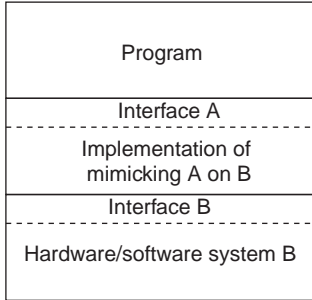 Program
Interface A
Implementation of
mimicking A on B
Interface B
Hardware/software system B